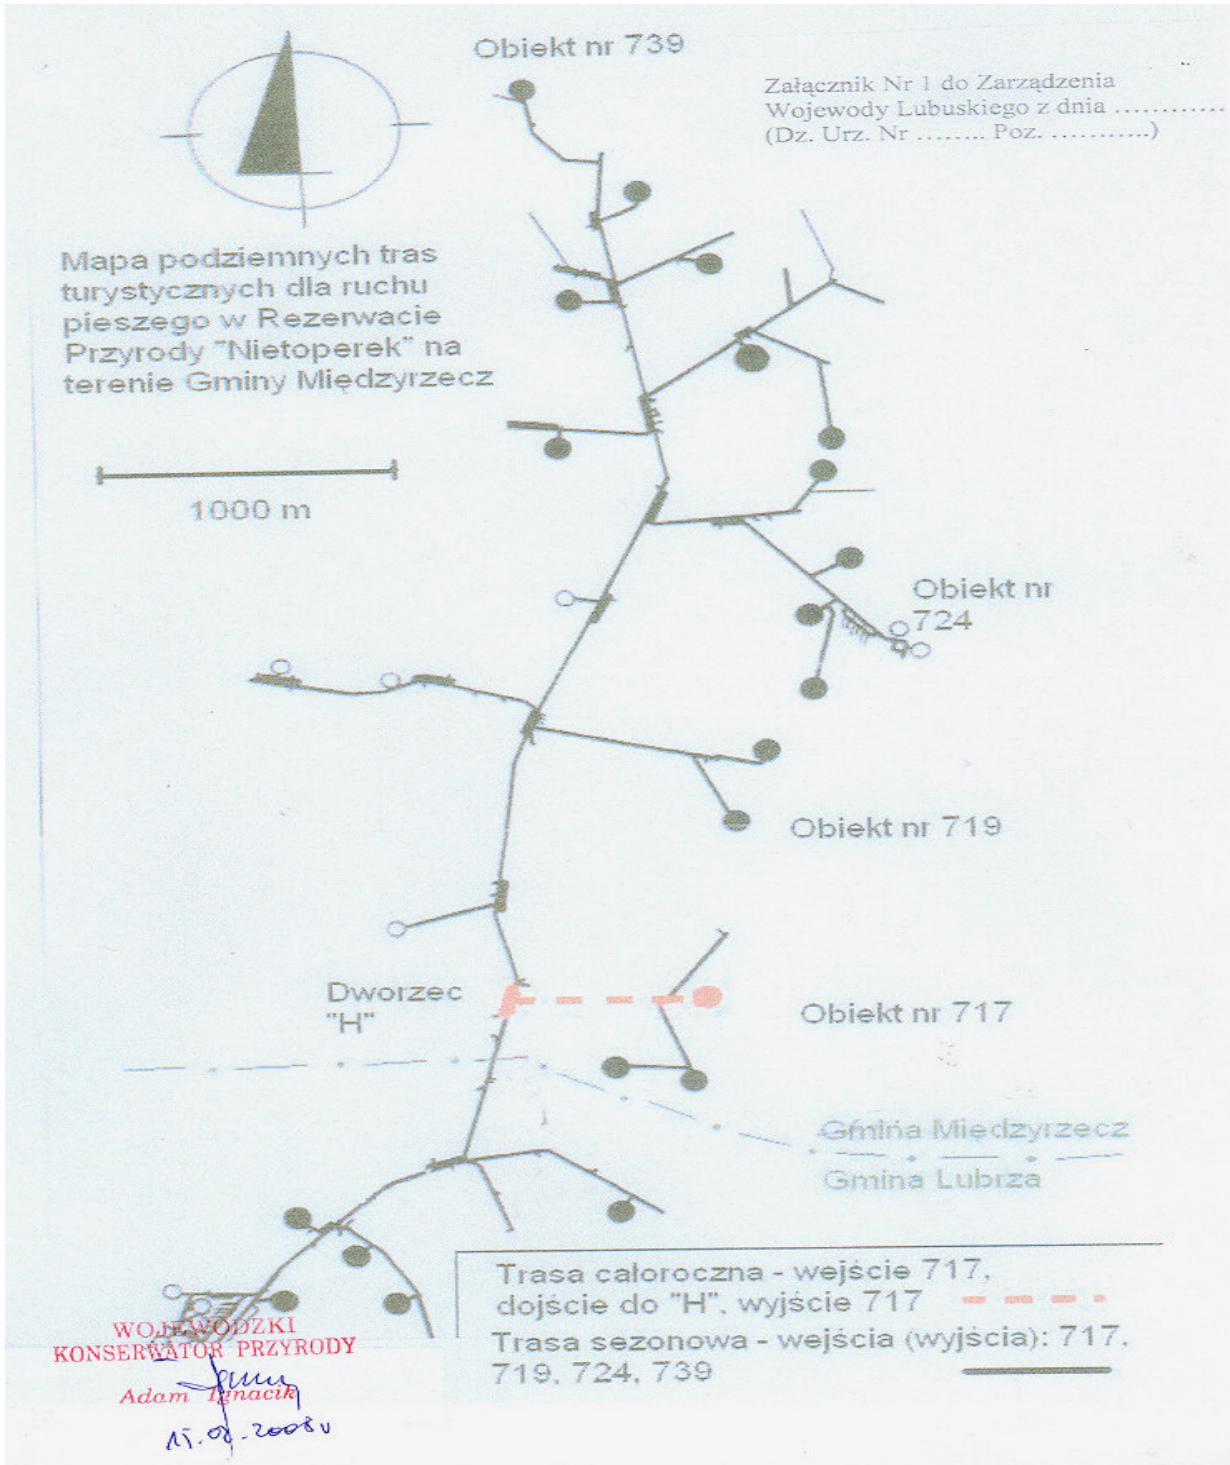 Obiekt nr 739
Załącznik Nr 1 do Zarządzenia
Wojewody Lubuskiego z dnia ............
(Dz. Urz. Nr ........ Poz. ...........)
Mapa podziemnych tras
turystycznych dla ruchu
pieszego w Rezerwacie
Przyrody "Nietoperek" na
terenie Gminy Międzyrzecz
1000 m
Obiekt nr
724
Obiekt nr 719
Dworzec
"H"
Obiekt nr 717
Gmina Międzyrzecz
Gmina Lubrza
Trasa całoroczna - wejście 717,
dojście do "H", wyjście 717
Trasa sezonowa - wejścia (wyjścia): 717,
719, 724, 739
WOJEWÓDZKI
KONSERWATOR PRZYRODY
Adam Ignacik